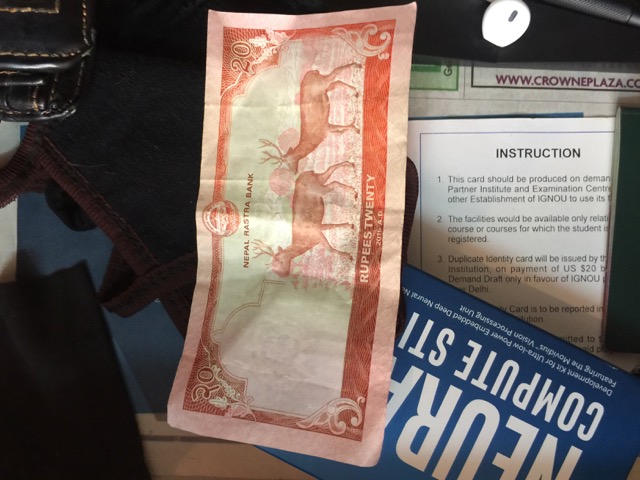 20
NEPAL RASTRA BANK
RUPEES TWENTY
2016 A.D.
20
WWW.CROWNEPLAZA.CO
INSTRUCTION
1. This card should be produced on deman
Partner Institute and Examination Centre
other Establishment of IGNOU to use its f
2. The facilities would be available only relati
course or courses for which the student is
registered.
3. Duplicate Identity card will be issued by th
Institution, on payment of US $20 b
Demand Draft only in favour of IGNOU p
Delhi.
Card is to be reported in
Development Kit for Ultra-low Power Embedded Deep Neural N
Featuring the Movidius™ Vision Processing Unit
NEURA
COMPUTE STI